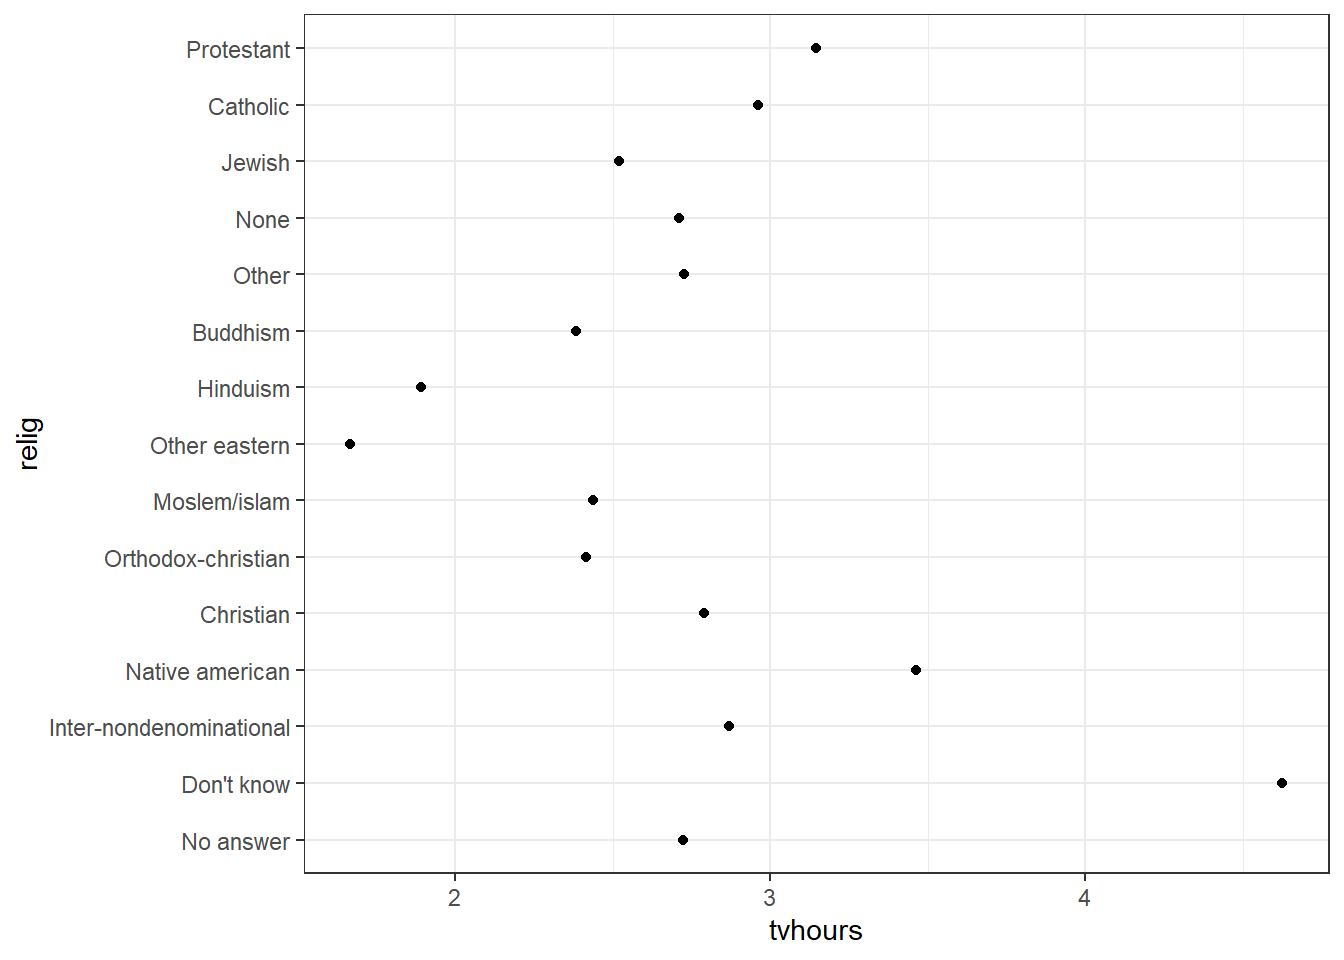 Protestant
Catholic
Jewish
None
Other
Buddhism
Hinduism
Other eastern
Moslem/islam
Orthodox-christian
Christian
Native american
Inter-nondenominational
Don't know
No answer
relig
2 3 4
tvhours